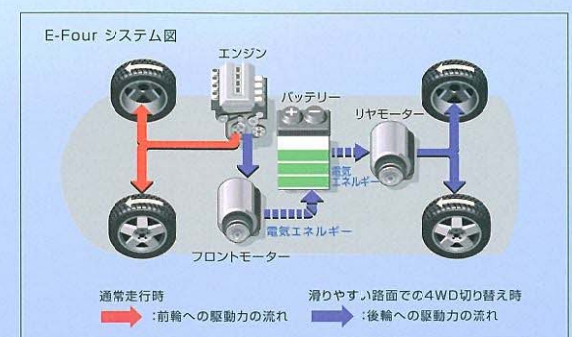 E-Four システム図
エンジン
バッテリー
リヤモーター
電気
エネルギー
電気エネルギー
フロントモーター
通常走行時
:前輪への駆動力の流れ
滑りやすい路面での4WD切り替え時
:後輪への駆動力の流れ